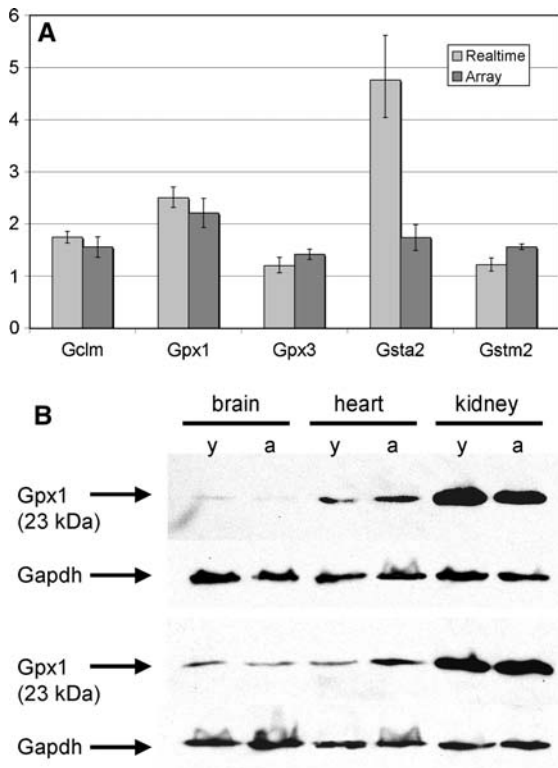 A
6
5
4
3
2
1
0
Realtime
Array
Gclm Gpx1 Gpx3 Gsta2 Gstm2
B
brain heart kidney
y a y a y a
Gpx1
(23 kDa)
Gapdh
Gpx1
(23 kDa)
Gapdh